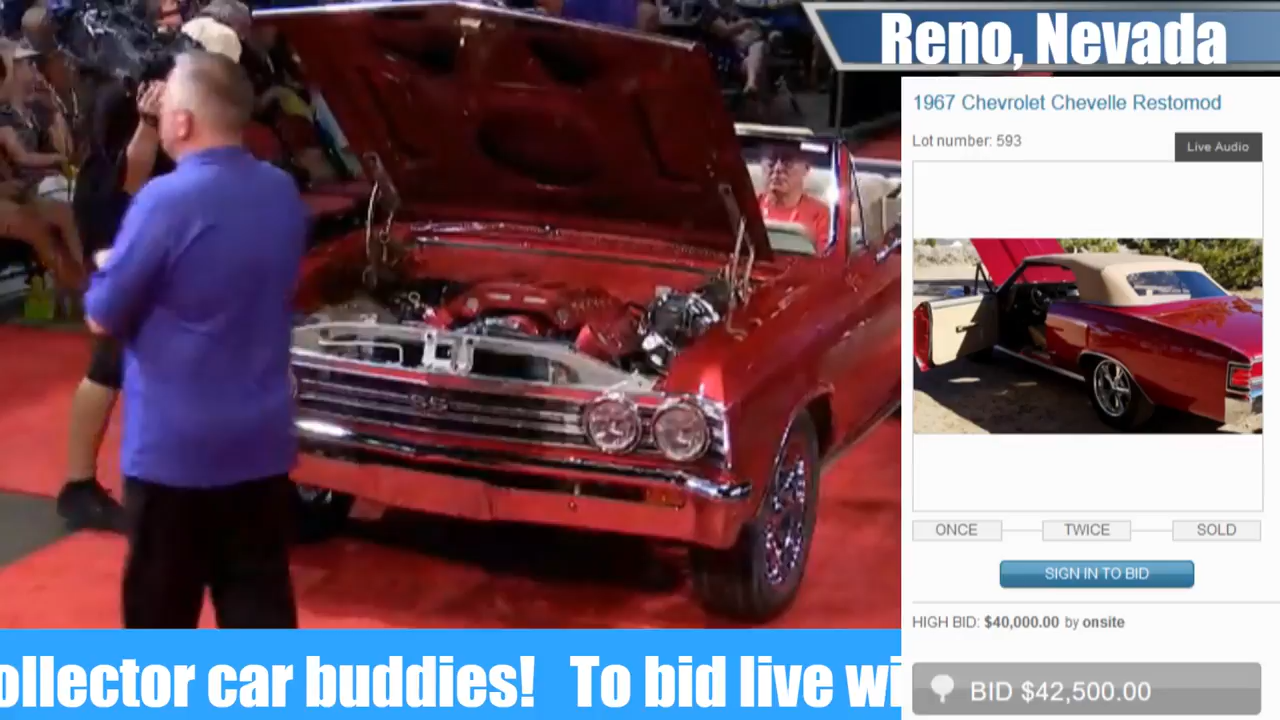 Reno, Nevada
1967 Chevrolet Chevelle Restomod
Lot number: 593
Live Audio
SS
ONCE TWICE SOLD
SIGN IN TO BID
HIGH BID: $40,000.00 by onsite
BID $42,500.00
ollector car buddies! To bid live wi